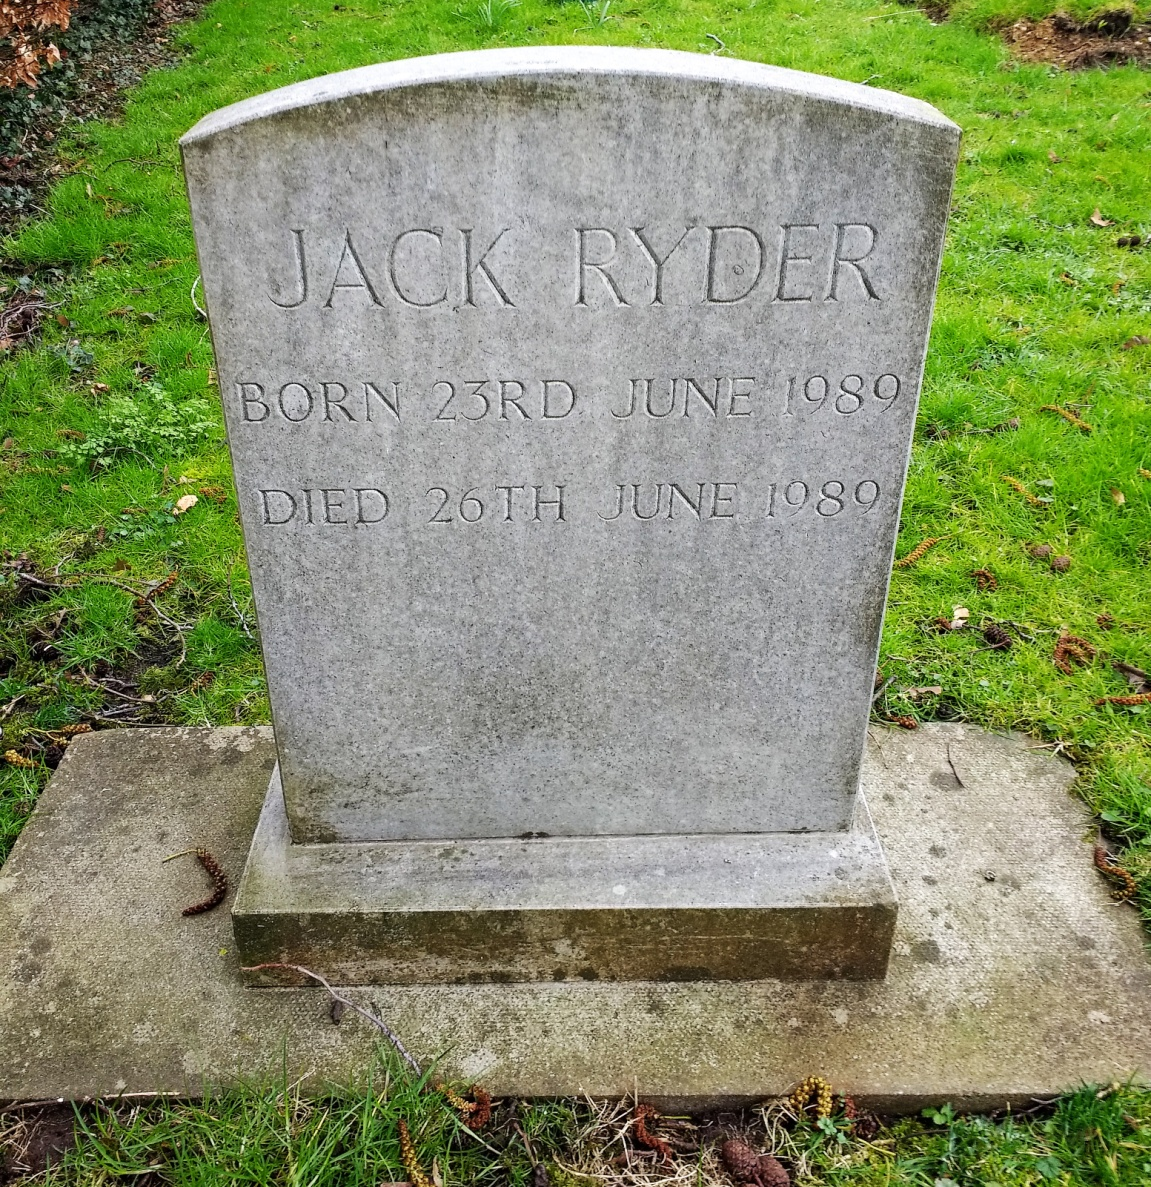 JACK RYDER
BORN 23RD JUNE 1989
DIED 26TH JUNE 1989